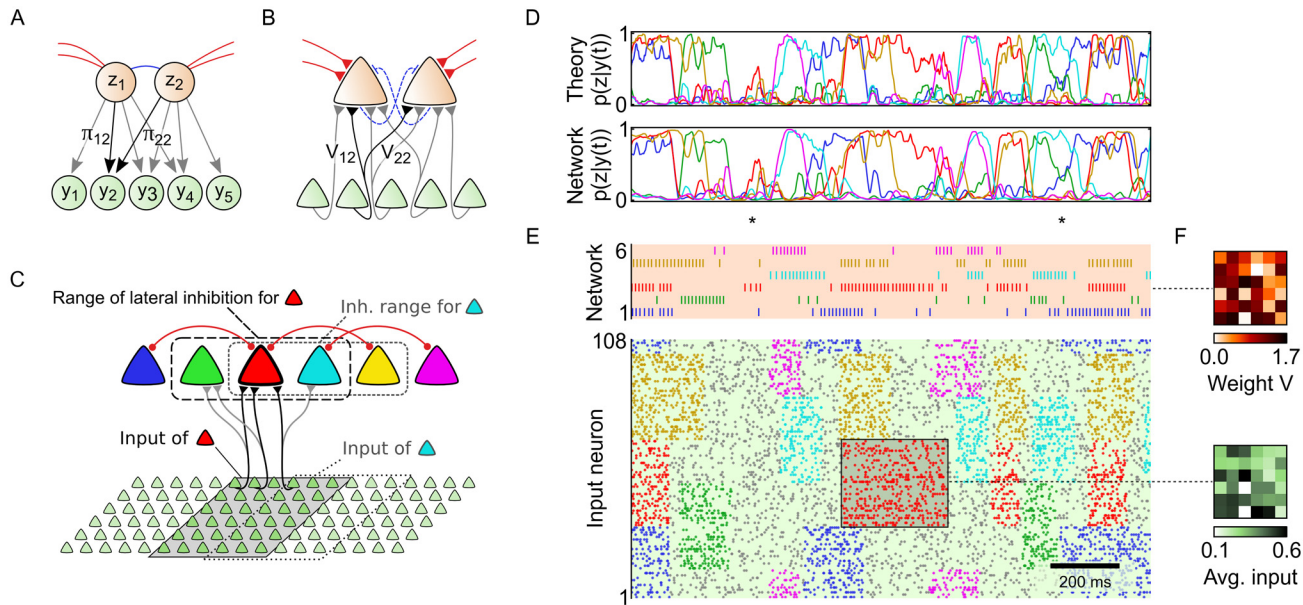 A
z1
z2
π12
π22
y1
y2
y3
y4
y5
B
V12
V22
C
Range of lateral inhibition for
Inh. range for
Input of
Input of
D
Theory
p(z|y(t))
1
0
Network
p(z|y(t))
1
0
*
*
E
Network
6
1
Input neuron
108
1
200 ms
F
0.0
1.7
Weight V
0.1
0.6
Avg. input